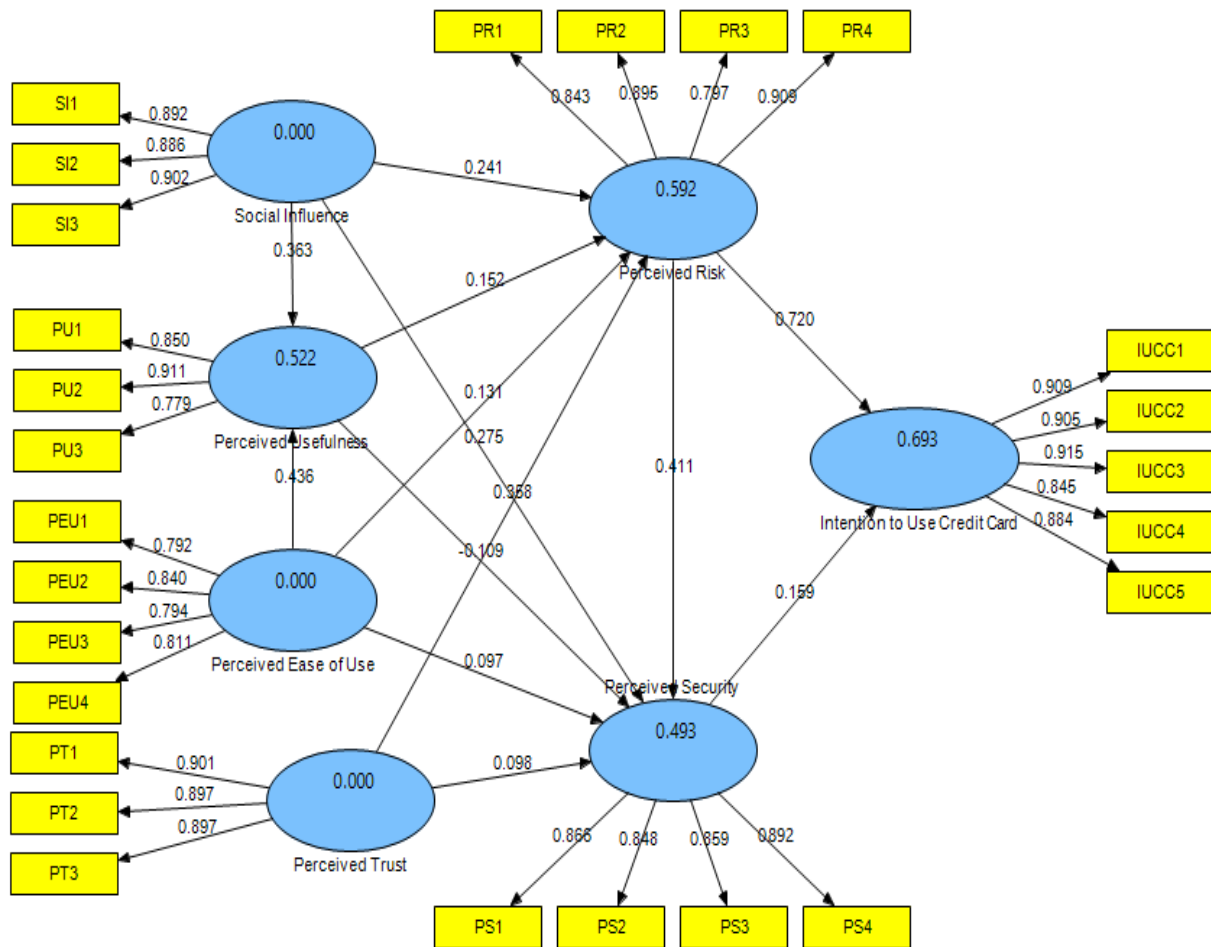 PR1
PR2
PR3
PR4
0.843
0.895
0.797
0.909
SI1
SI2
SI3
0.892
0.886
0.902
0.000
Social Influence
0.241
0.592
Perceived Risk
0.363
0.152
0.720
PU1
PU2
PU3
0.850
0.911
0.779
0.522
Perceived Usefulness
0.131
0.275
0.436
0.358
0.411
-0.109
0.693
Intention to Use Credit Card
0.909
0.905
0.915
0.845
0.884
IUCC1
IUCC2
IUCC3
IUCC4
IUCC5
PEU1
PEU2
PEU3
PEU4
0.792
0.840
0.794
0.811
0.000
Perceived Ease of Use
0.097
0.159
Perceived Security
0.493
PT1
PT2
PT3
0.901
0.897
0.897
0.000
Perceived Trust
0.098
0.866
0.848
0.859
0.892
PS1
PS2
PS3
PS4